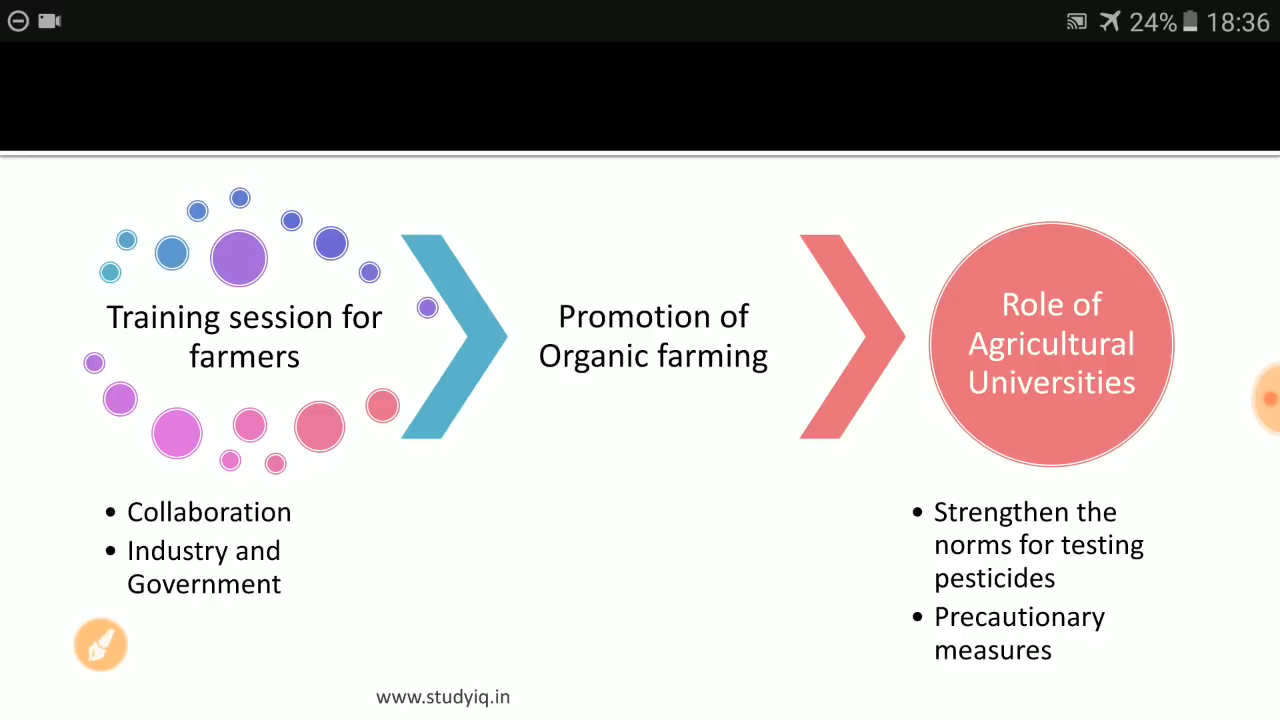 24% 18:36
Training session for
farmers
Promotion of
Organic farming
Role of
Agricultural
Universities
• Collaboration
• Industry and
Government
• Strengthen the
norms for testing
pesticides
• Precautionary
measures
www.studyiq.in